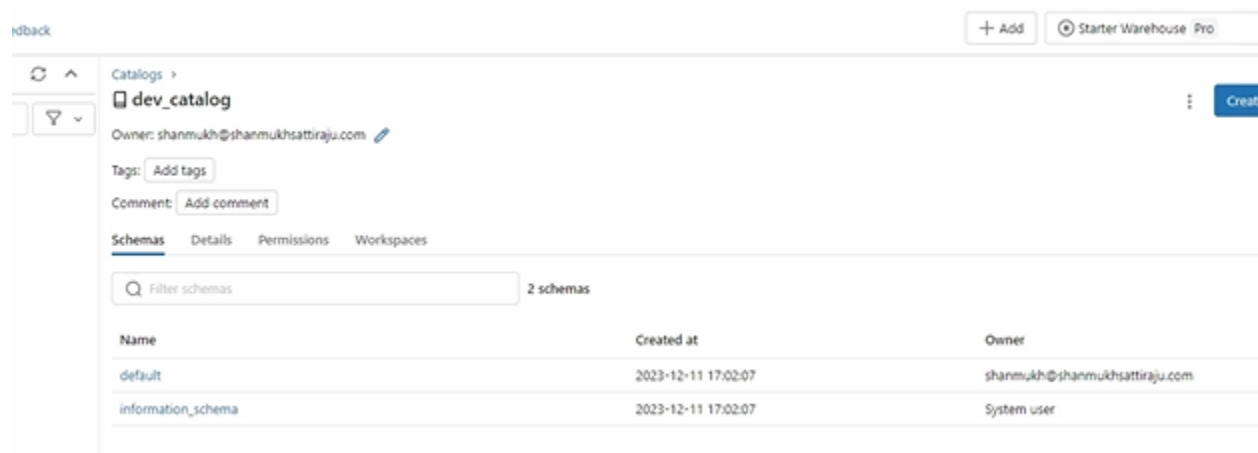 edback
+ Add Starter Warehouse Pro
Catalogs >
dev_catalog
Creat
Owner: shanmukh@shanmukhsattiraju.com
Tags: Add tags
Comment: Add comment
Schemas Details Permissions Workspaces
Filter schemas 2 schemas
Name Created at Owner
default 2023-12-11 17:02:07 shanmukh@shanmukhsattiraju.com
information_schema 2023-12-11 17:02:07 System user